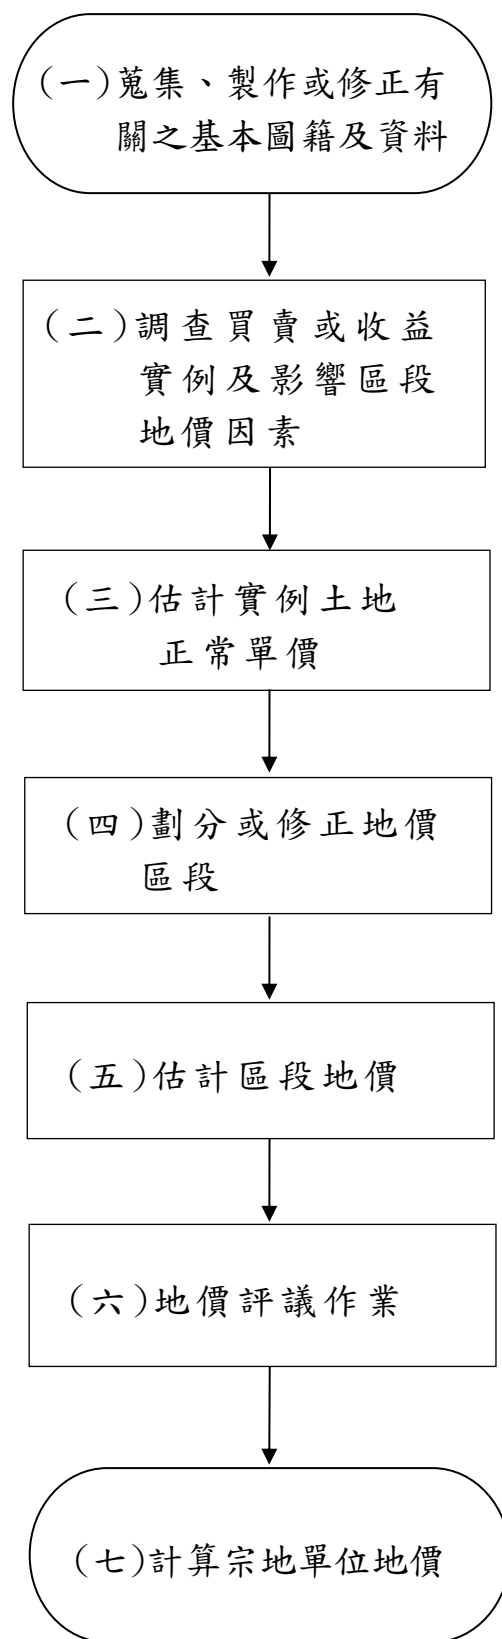 (一)蒐集、製作或修正有
關之基本圖籍及資料
(二)調查買賣或收益
實例及影響區段
地價因素
(三)估計實例土地
正常單價
(四)劃分或修正地價
區段
(五)估計區段地價
(六)地價評議作業
(七)計算宗地單位地價